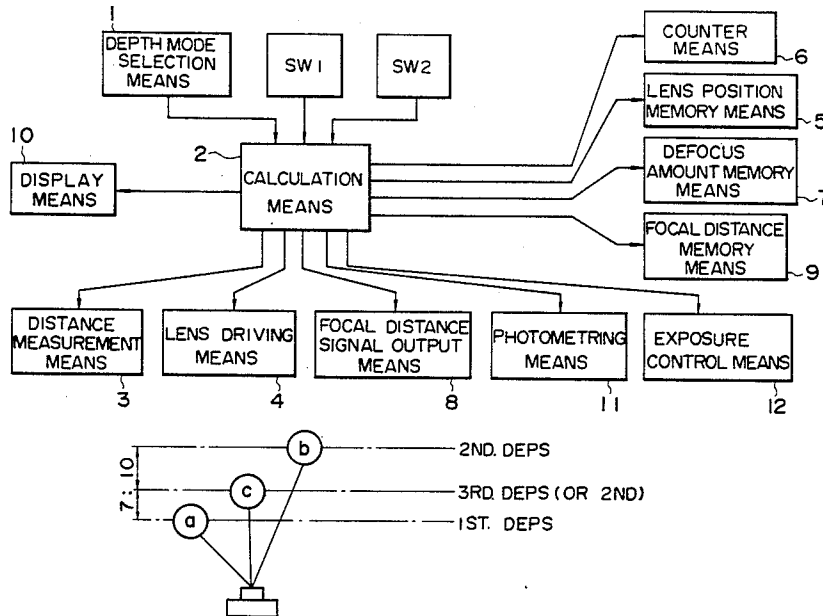 1
DEPTH MODE
SELECTION
MEANS
SW1
SW2
COUNTER
MEANS
6
LENS POSITION
MEMORY MEANS
5
10
DISPLAY
MEANS
2
CALCULATION
MEANS
DEFOCUS
AMOUNT MEMORY
MEANS
7
FOCAL DISTANCE
MEMORY
MEANS
9
DISTANCE
MEASUREMENT
MEANS
3
LENS DRIVING
MEANS
4
FOCAL DISTANCE
SIGNAL OUTPUT
MEANS
8
PHOTOMETRING
MEANS
11
EXPOSURE
CONTROL MEANS
12
b
2ND. DEPS
7 : 10
c
3RD. DEPS (OR 2ND)
a
1ST. DEPS